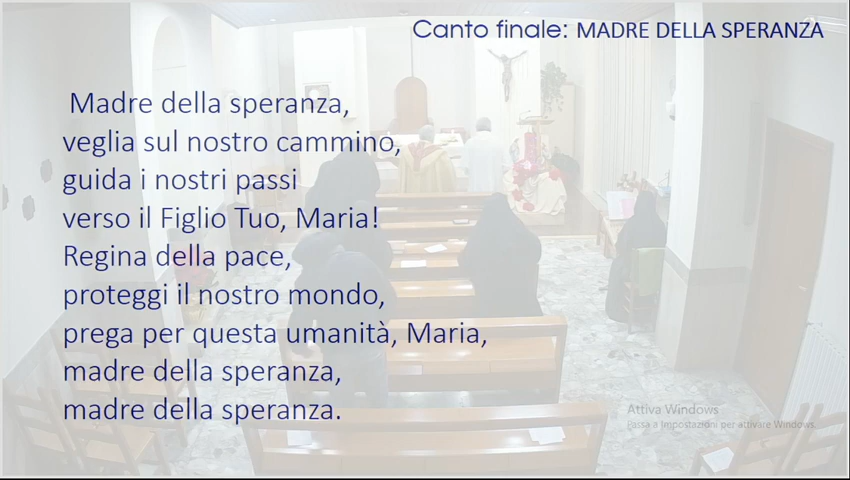 Canto finale: MADRE DELLA SPERANZA
Madre della speranza,
veglia sul nostro cammino,
guida i nostri passi
verso il Figlio Tuo, Maria!
Regina della pace,
proteggi il nostro mondo,
prega per questa umanità, Maria,
madre della speranza,
madre della speranza.
Attiva Windows
Passa a Impostazioni per attivare Windows.